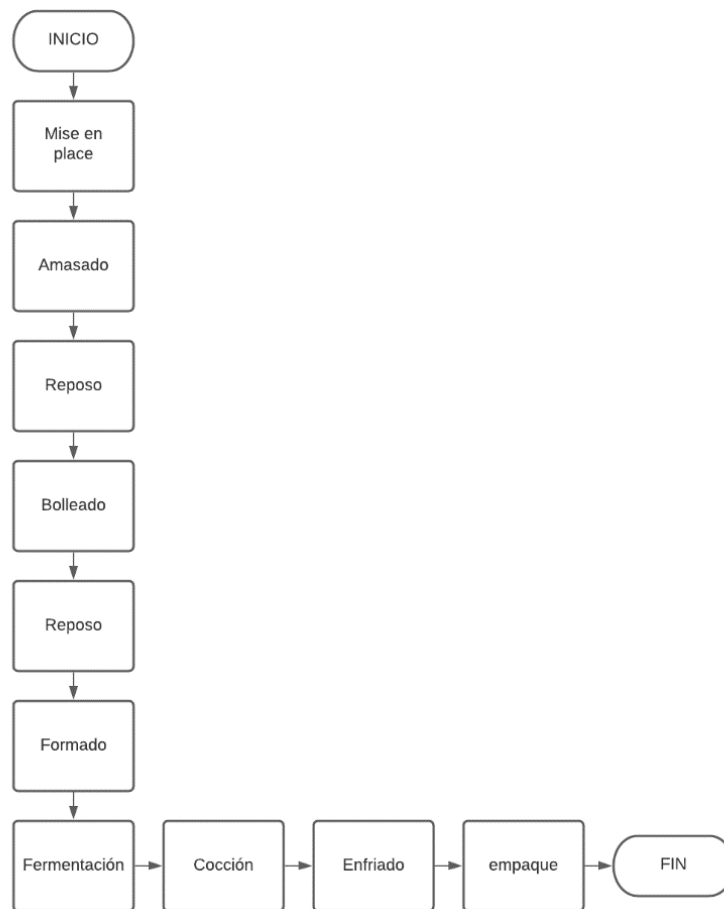 INICIO
Mise en
place
Amasado
Reposo
Bolleado
Reposo
Formado
Fermentación
Cocción
Enfriado
empaque
FIN